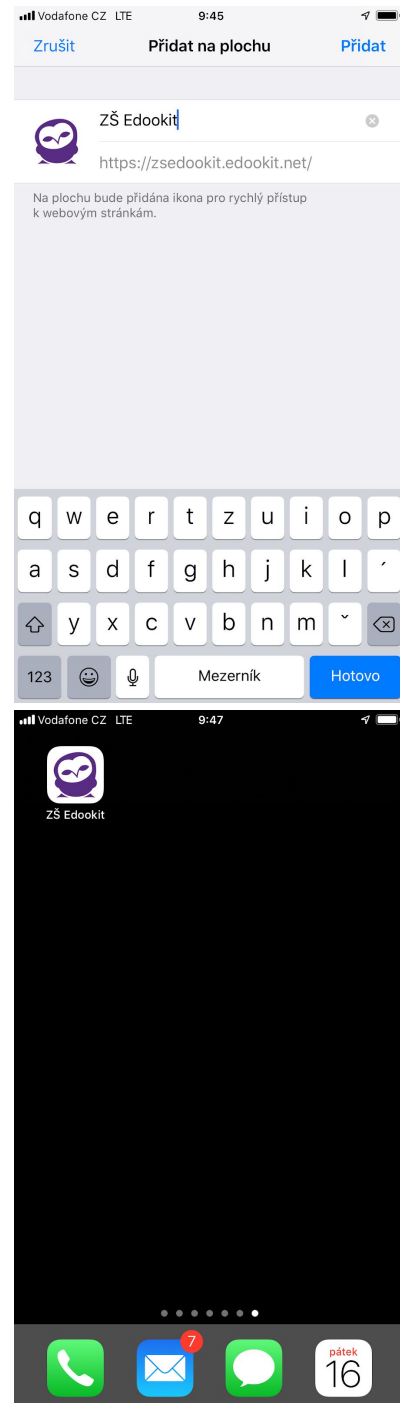 Vodafone CZ LTE 9:45
Zrušit Přidat na plochu Přidat
ZŠ Edookit
https://zsedookit.edookit.net/
Na plochu bude přidána ikona pro rychlý přístup
k webovým stránkám.
q w e r t z u i o p
a s d f g h j k l ´
y x c v b n m ˇ
123 Mezerník Hotovo
Vodafone CZ LTE 9:47
ZŠ Edookit
7
pátek
16